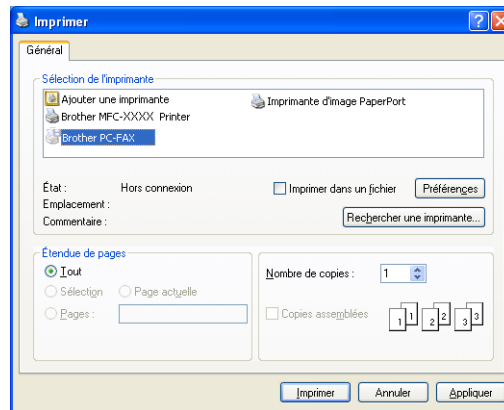 Imprimer
Général
Sélection de l'imprimante
Ajouter une imprimante
Imprimante d'image PaperPort
Brother MFC-XXXX Printer
Brother PC-FAX
État : Hors connexion
Imprimer dans un fichier
Préférences
Emplacement :
Commentaire :
Rechercher une imprimante...
Étendue de pages
Tout
Nombre de copies : 1
Sélection
Page actuelle
Pages :
Copies assemblées
1 1 2 2 3 3
Imprimer
Annuler
Appliquer